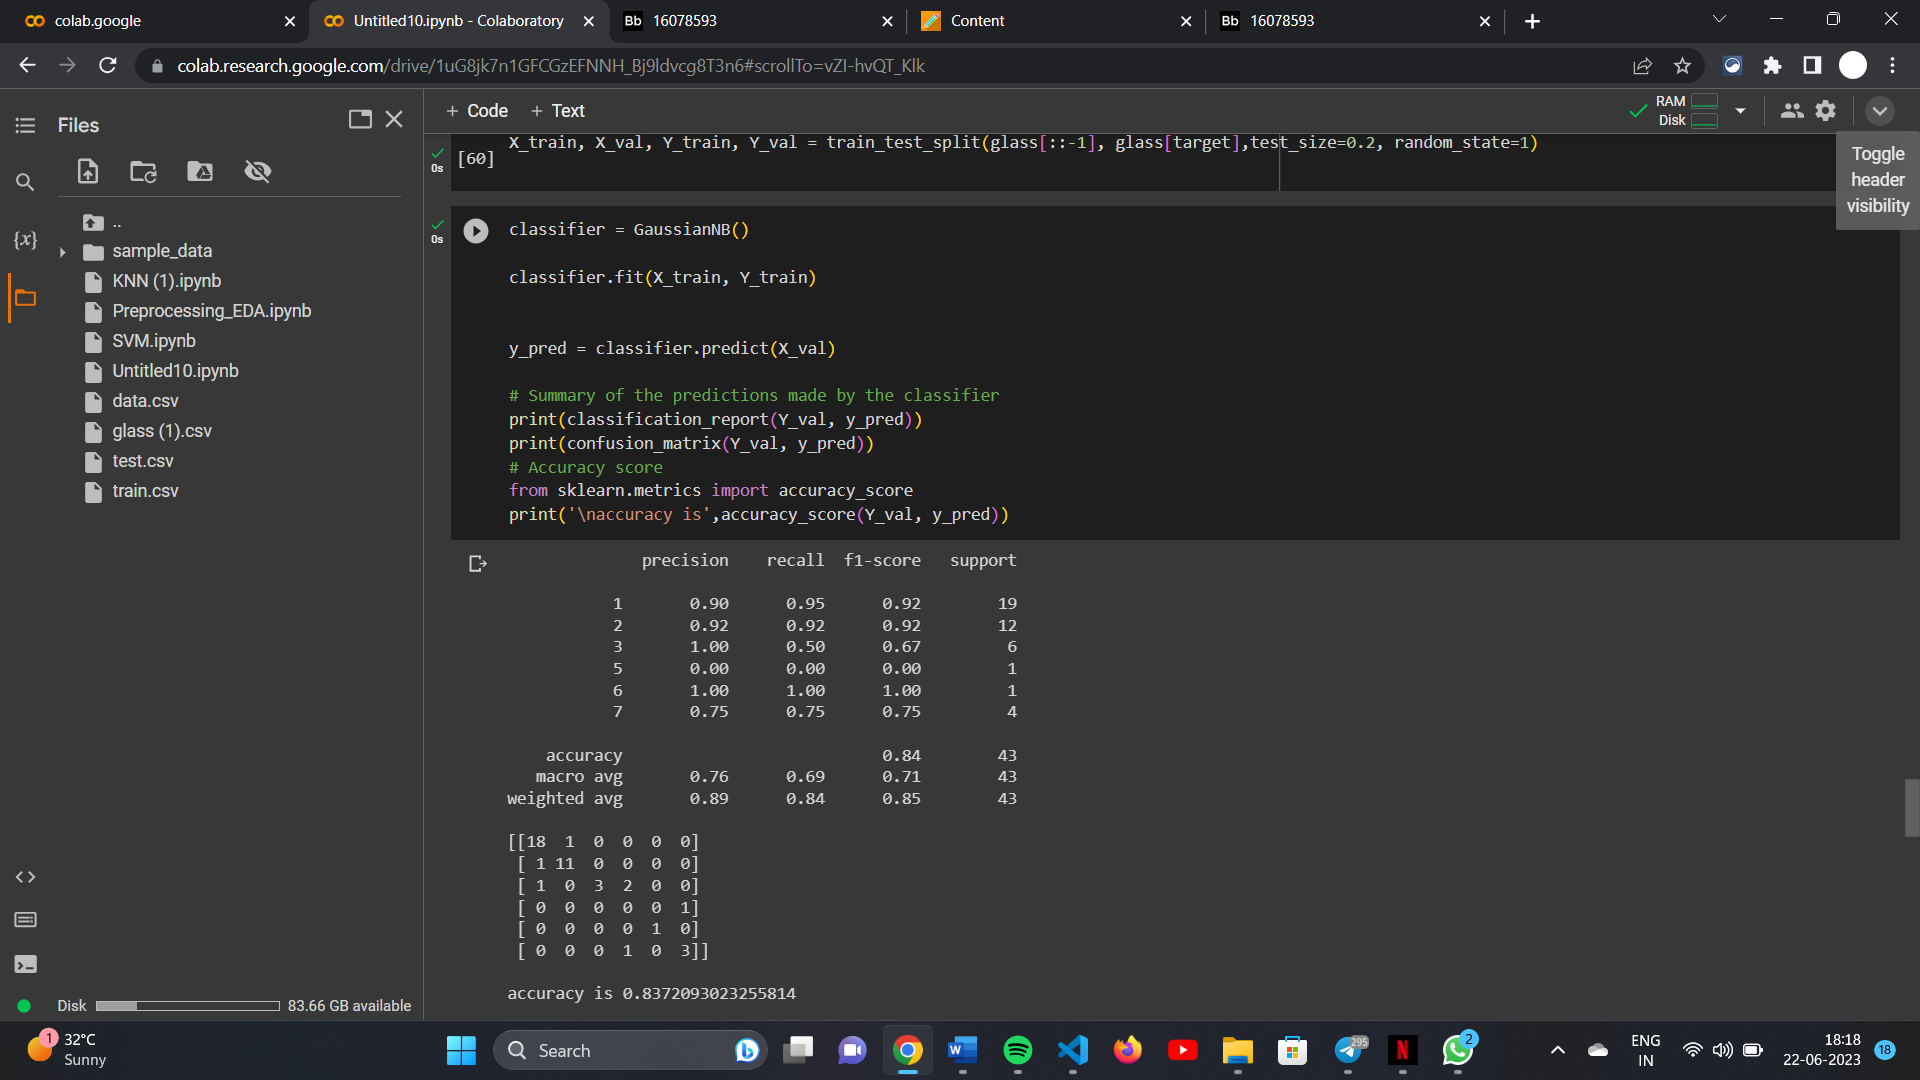 colab.google
Untitled10.ipynb - Colaboratory
Bb 16078593
Content
Bb 16078593
colab.research.google.com/drive/1uG8jk7n1GFCGzEFNNH_Bj9ldvcg8T3n6#scrollTo=vZI-hvQT_Klk
Files
+ Code + Text
RAM
Disk
Toggle
header
visibility
{x}
..
sample_data
KNN (1).ipynb
Preprocessing_EDA.ipynb
SVM.ipynb
Untitled10.ipynb
data.csv
glass (1).csv
test.csv
train.csv
Disk 83.66 GB available
0s
[60]
X_train, X_val, Y_train, Y_val = train_test_split(glass[::-1], glass[target],test_size=0.2, random_state=1)
0s
classifier = GaussianNB()
classifier.fit(X_train, Y_train)
y_pred = classifier.predict(X_val)
# Summary of the predictions made by the classifier
print(classification_report(Y_val, y_pred))
print(confusion_matrix(Y_val, y_pred))
# Accuracy score
from sklearn.metrics import accuracy_score
print('\naccuracy is',accuracy_score(Y_val, y_pred))
precision recall f1-score support
1 0.90 0.95 0.92 19
2 0.92 0.92 0.92 12
3 1.00 0.50 0.67 6
5 0.00 0.00 0.00 1
6 1.00 1.00 1.00 1
7 0.75 0.75 0.75 4
accuracy 0.84 43
macro avg 0.76 0.69 0.71 43
weighted avg 0.89 0.84 0.85 43
[[18 1 0 0 0 0]
[ 1 11 0 0 0 0]
[ 1 0 3 2 0 0]
[ 0 0 0 0 0 1]
[ 0 0 0 0 1 0]
[ 0 0 0 1 0 3]]
accuracy is 0.8372093023255814
1
32°C
Sunny
Search
295
2
ENG
IN
18:18
22-06-2023
18